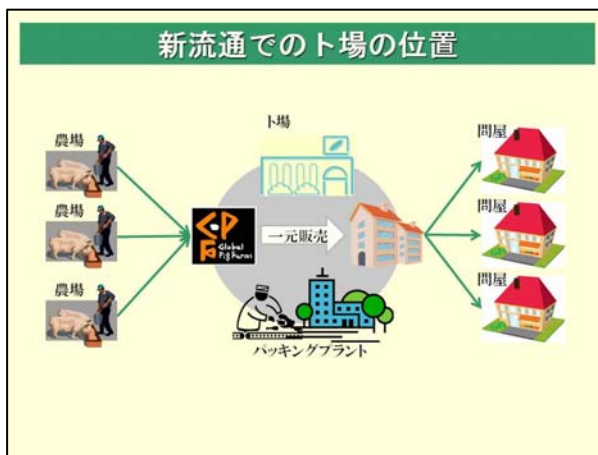 新流通でのト場の位置
ト場
農場
農場
農場
Global
Pig Farms
一元販売
問屋
問屋
問屋
パッキングプラント